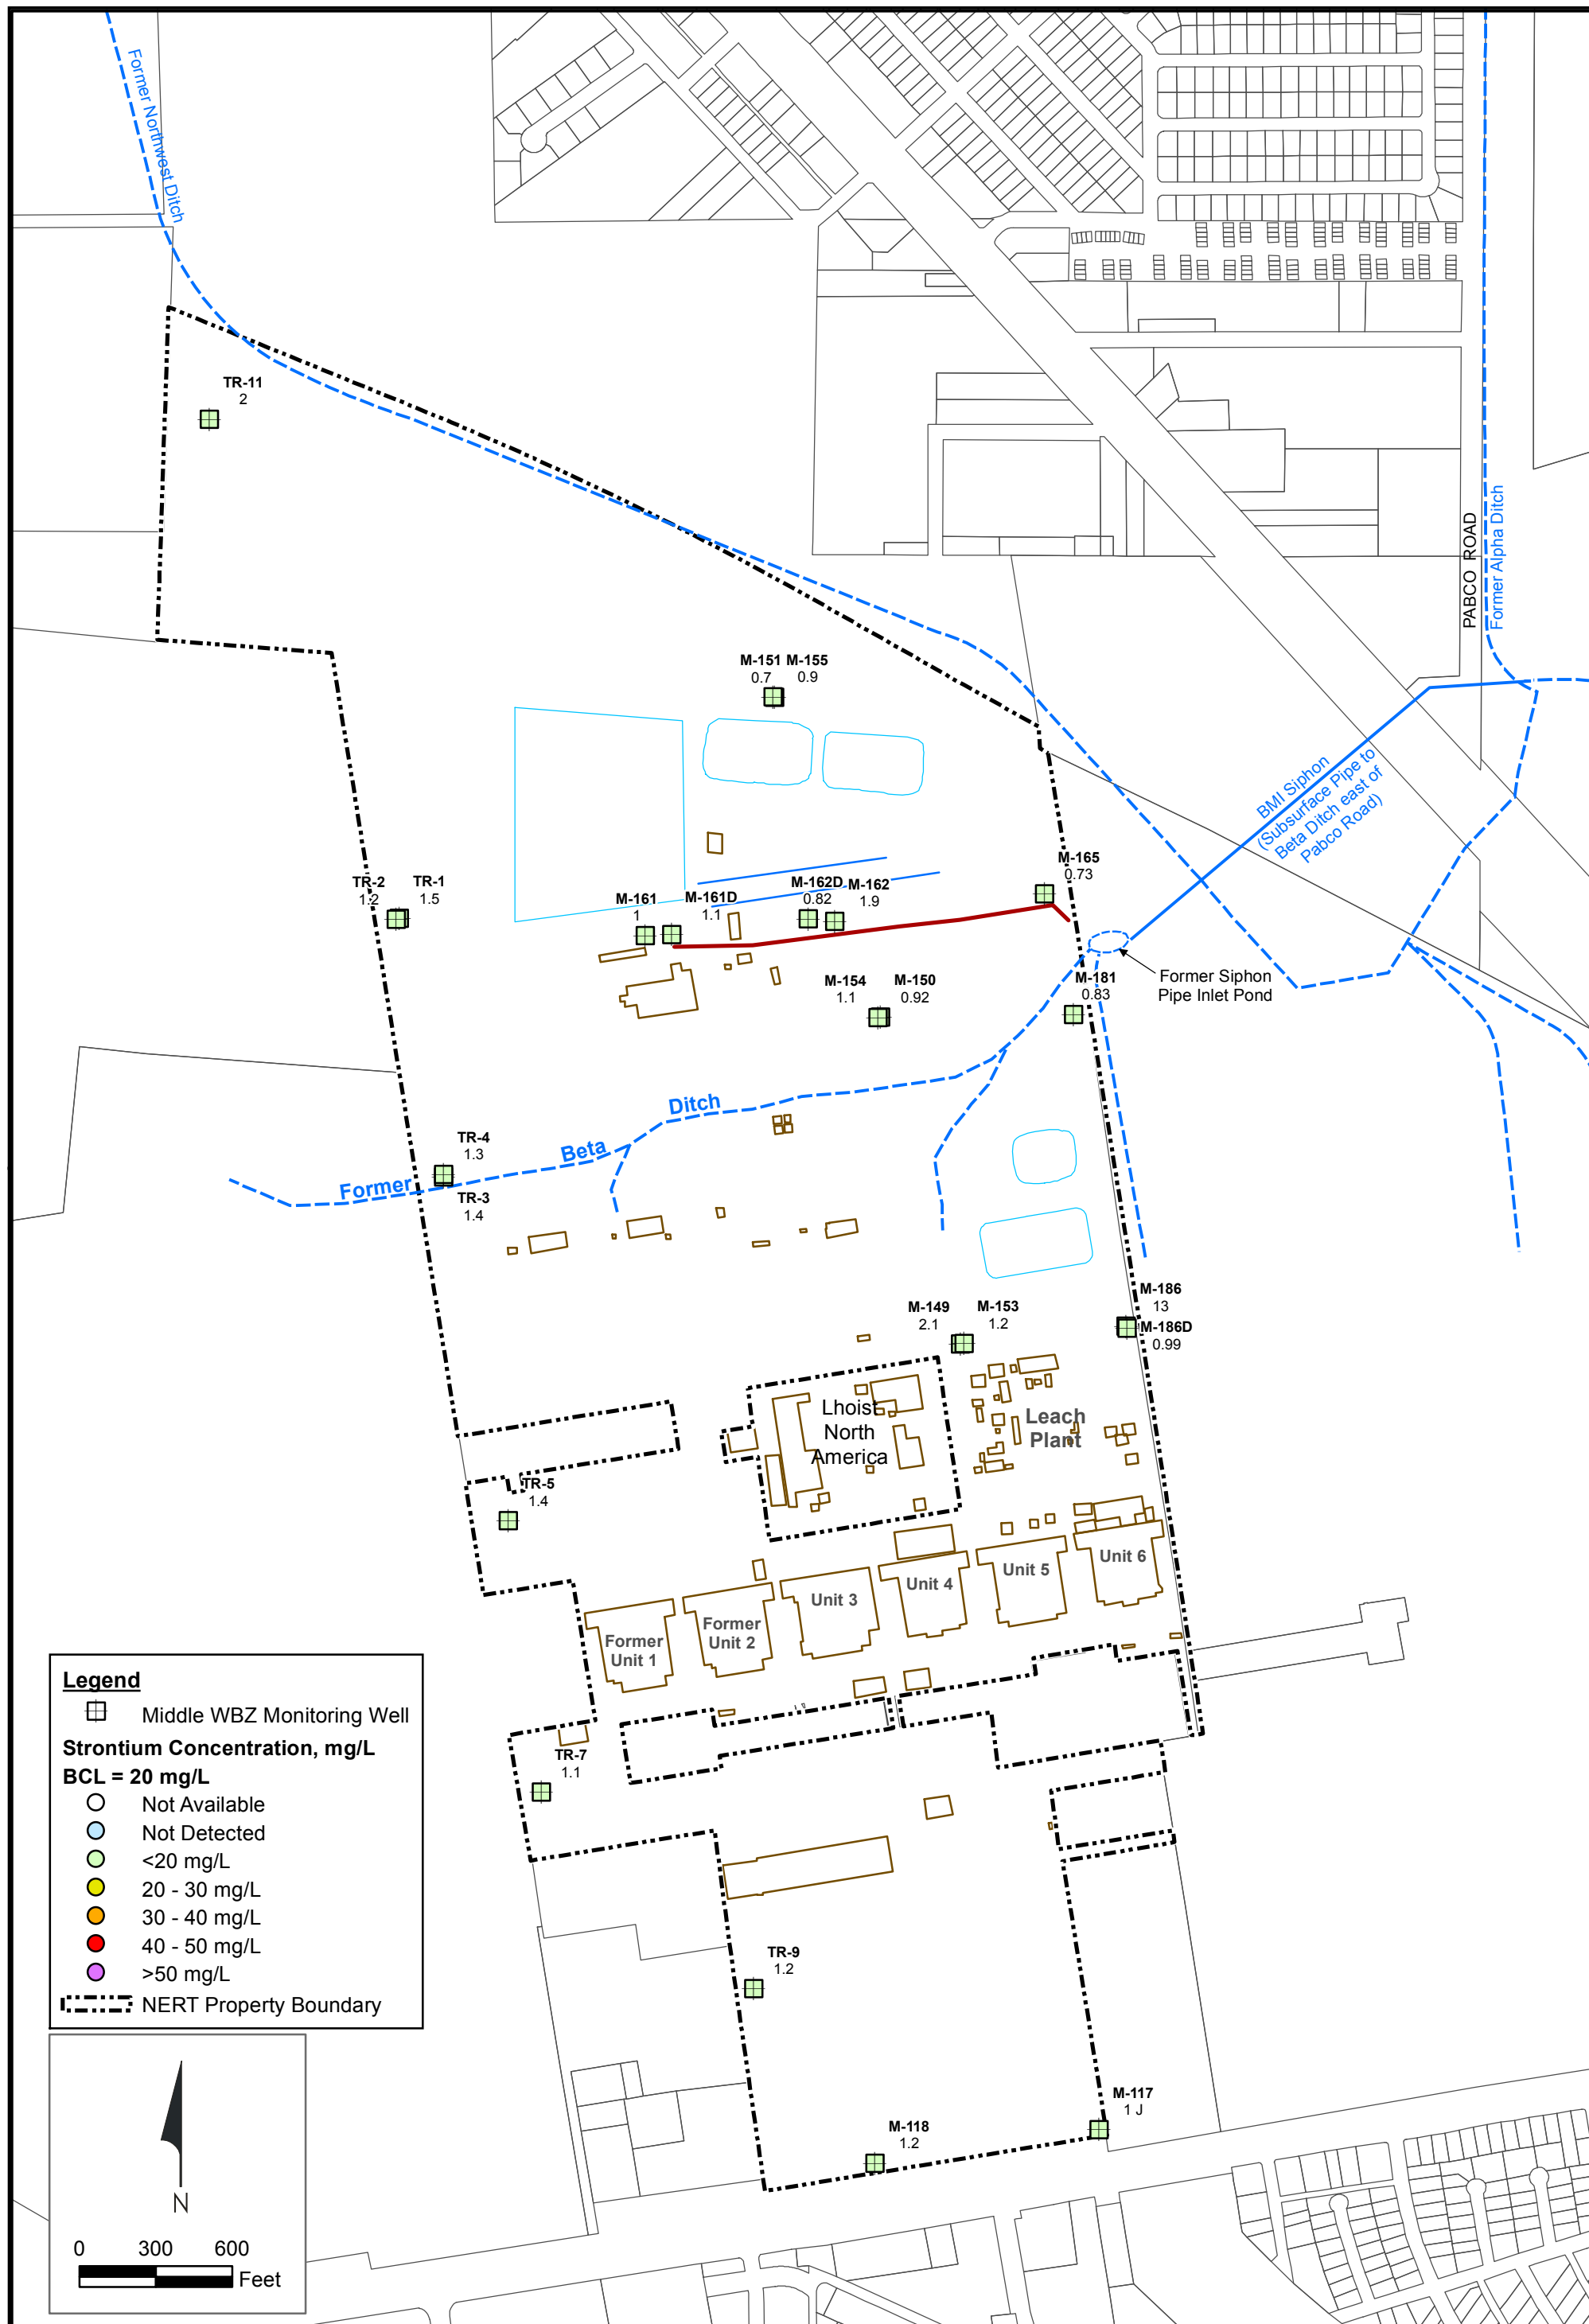 Former Northwest Ditch
TR-11
2
PABCO ROAD
Former Alpha Ditch
M-151 M-155
0.7 0.9
BMI Siphon
(Subsurface Pipe to
Beta Ditch east of
Pabco Road)
M-165
0.73
TR-2 TR-1
1.2 1.5
M-161 M-161D
1 1.1
M-162D M-162
0.82 1.9
Former Siphon
Pipe Inlet Pond
M-154 M-150
1.1 0.92
M-181
0.83
Former Beta Ditch
TR-4
1.3
TR-3
1.4
M-186
13
M-186D
0.99
M-149 M-153
2.1 1.2
Lhoist
North
America
Leach
Plant
TR-5
1.4
Former
Unit 1
Former
Unit 2
Unit 3
Unit 4
Unit 5
Unit 6
TR-7
1.1
TR-9
1.2
M-117
1 J
M-118
1.2
Legend
Middle WBZ Monitoring Well
Strontium Concentration, mg/L
BCL = 20 mg/L
Not Available
Not Detected
<20 mg/L
20 - 30 mg/L
30 - 40 mg/L
40 - 50 mg/L
>50 mg/L
NERT Property Boundary
N
0 300 600
Feet